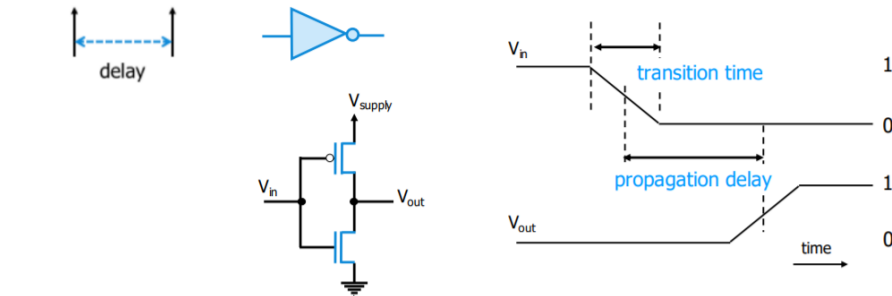 delay
Vsupply
Vin
Vout
Vin
transition time
1
0
propagation delay
1
Vout
0
time